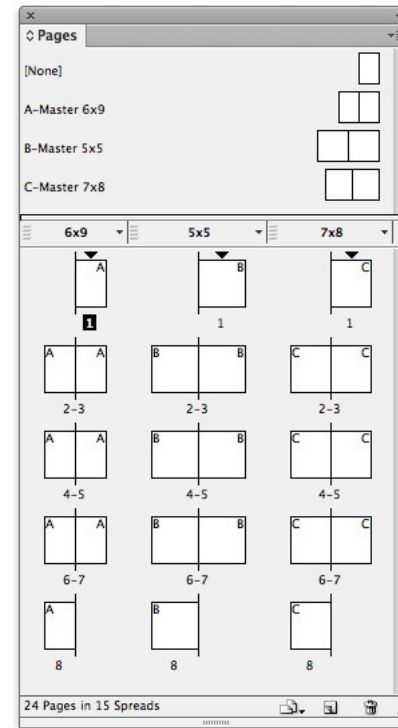 Pages
[None]
A-Master 6x9
B-Master 5x5
C-Master 7x8
6x9 5x5 7x8
A B C
1 1 1
A A B B C C
2-3 2-3 2-3
A A B B C C
4-5 4-5 4-5
A A B B C C
6-7 6-7 6-7
A B C
8 8 8
24 Pages in 15 Spreads